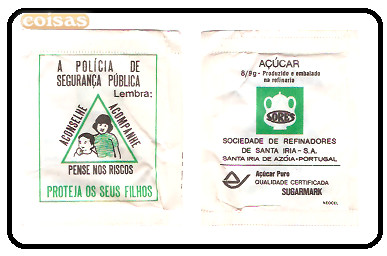 coisas
A POLÍCIA DE
SEGURANÇA PÚBLICA
Lembra:
ACONSELHE
ACOMPANHE
PENSE NOS RISCOS
PROTEJA OS SEUS FILHOS
AÇÚCAR
8/9g - Produzido e embalado
na refinaria
SORES
SOCIEDADE DE REFINADORES
DE SANTA IRIA - S.A.
SANTA IRIA DE AZÓIA - PORTUGAL
Açúcar Puro
QUALIDADE CERTIFICADA
SUGARMARK
NEOCEL